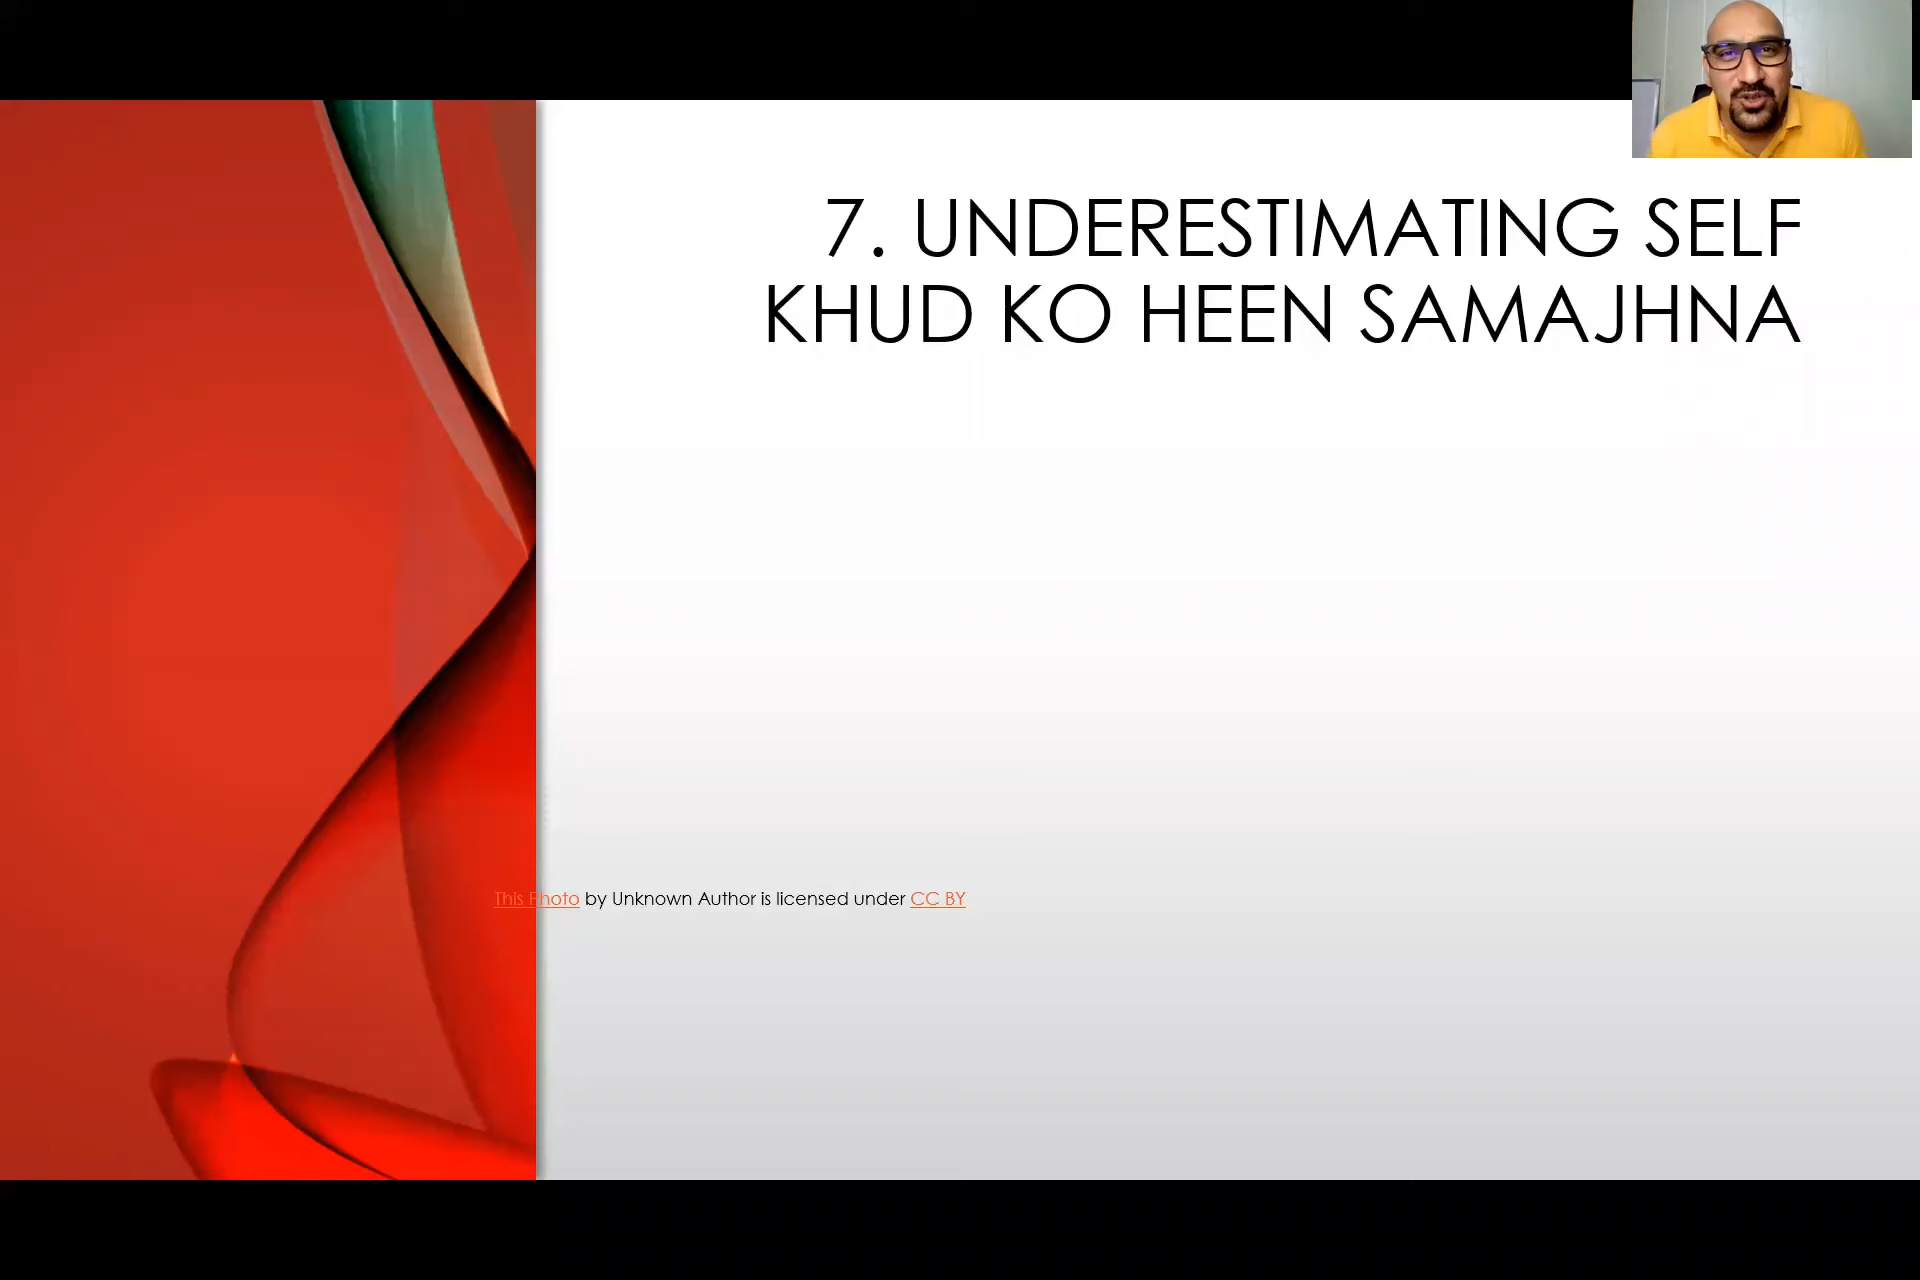 7. UNDERESTIMATING SELF
KHUD KO HEEN SAMAJHNA
This Photo by Unknown Author is licensed under CC BY